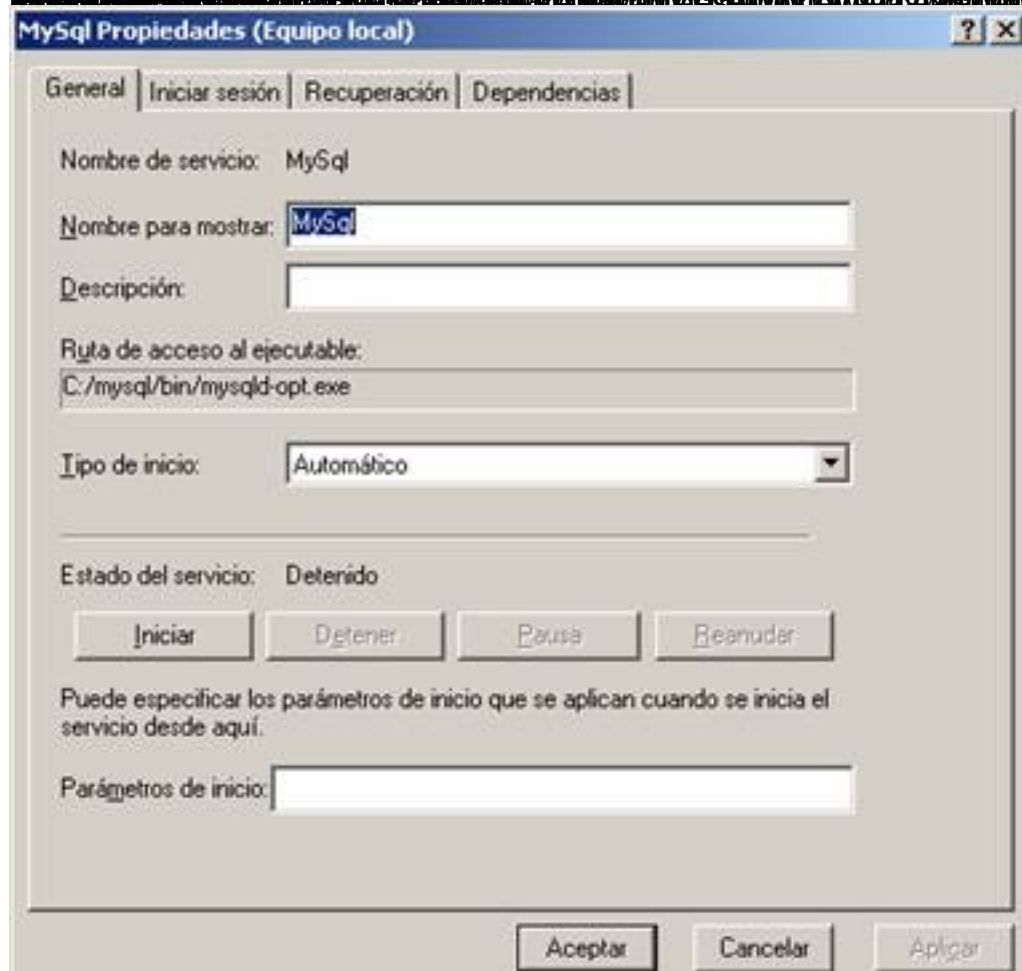 MySql Propiedades (Equipo local)
General Iniciar sesión Recuperación Dependencias
Nombre de servicio: MySql
Nombre para mostrar: MySql
Descripción:
Ruta de acceso al ejecutable:
C:/mysql/bin/mysqld-opt.exe
Tipo de inicio: Automático
Estado del servicio: Detenido
Iniciar Detener Pausa Reanudar
Puede especificar los parámetros de inicio que se aplican cuando se inicia el
servicio desde aquí.
Parámetros de inicio:
Aceptar Cancelar Aplicar